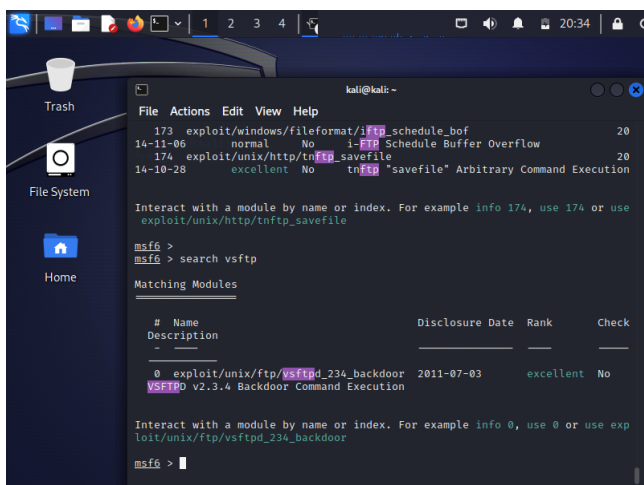 1 2 3 4 20:34
Trash
File System
Home
kali@kali: ~
File Actions Edit View Help
173 exploit/windows/fileformat/iftp_schedule_bof 20
14-11-06 normal No i-FTP Schedule Buffer Overflow
174 exploit/unix/http/tnftp_savefile 20
14-10-28 excellent No tnftp "savefile" Arbitrary Command Execution
Interact with a module by name or index. For example info 174, use 174 or use
exploit/unix/http/tnftp_savefile
msf6 >
msf6 > search vsftp
Matching Modules
# Name Disclosure Date Rank Check
Description
- ---- --------------- ---- -----
-----------
0 exploit/unix/ftp/vsftpd_234_backdoor 2011-07-03 excellent No
VSFTPD v2.3.4 Backdoor Command Execution
Interact with a module by name or index. For example info 0, use 0 or use exp
loit/unix/ftp/vsftpd_234_backdoor
msf6 >